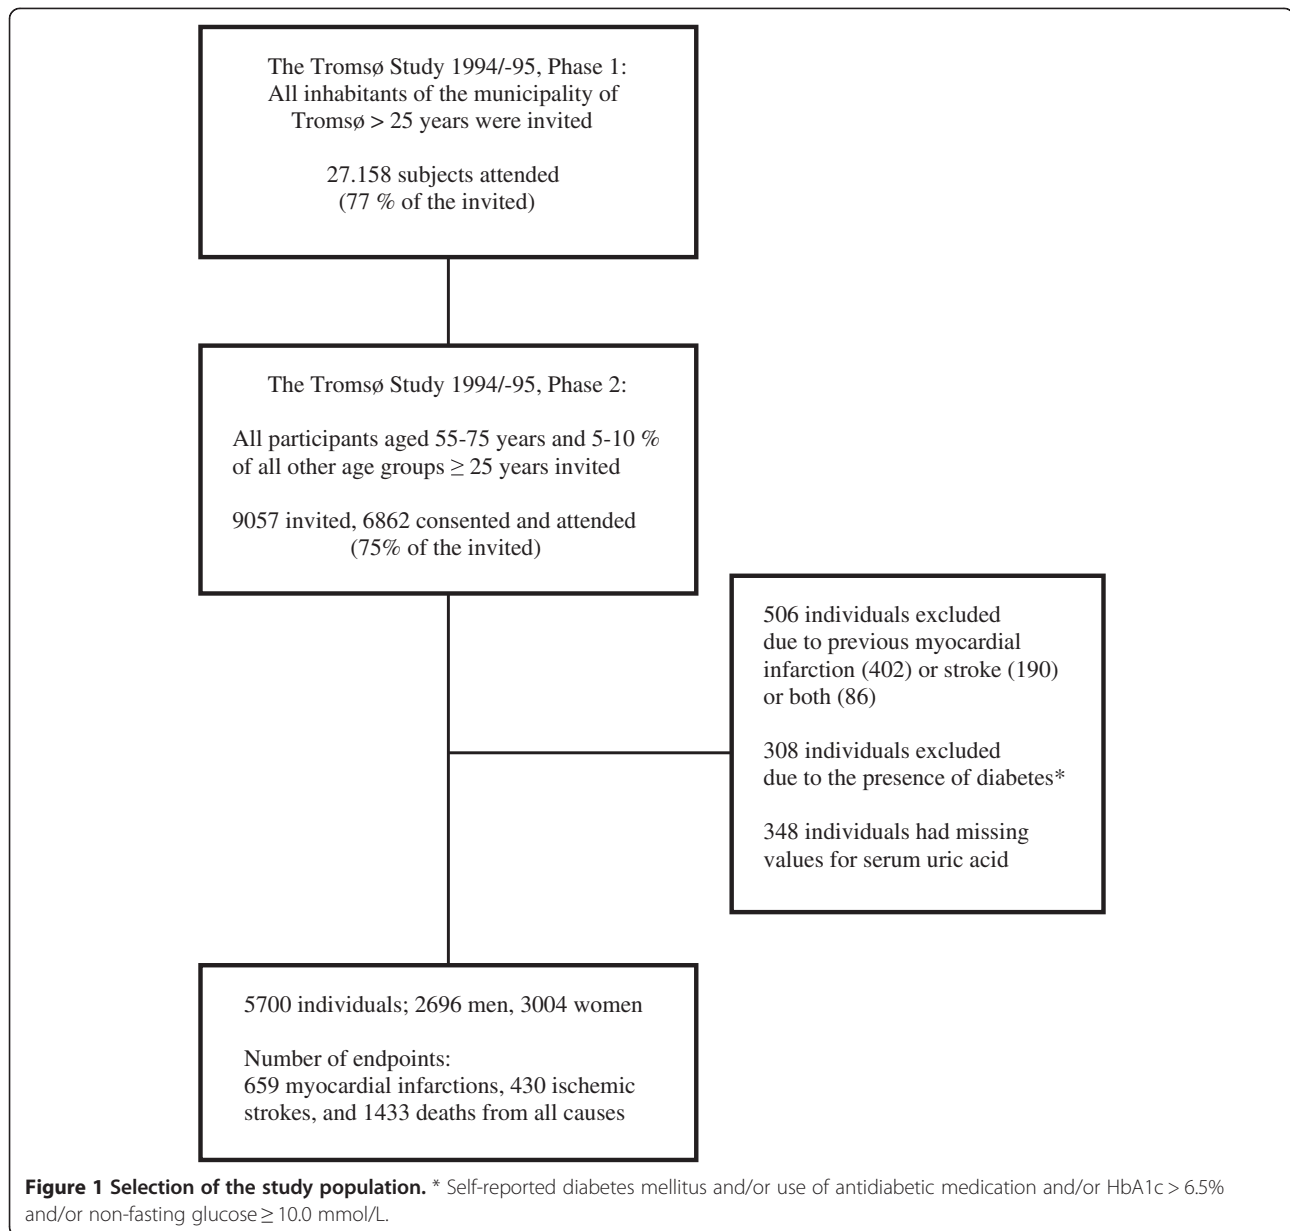 The Tromsø Study 1994/-95, Phase 1:
All inhabitants of the municipality of
Tromsø > 25 years were invited
27.158 subjects attended
(77 % of the invited)
The Tromsø Study 1994/-95, Phase 2:
All participants aged 55-75 years and 5-10 %
of all other age groups ≥ 25 years invited
9057 invited, 6862 consented and attended
(75% of the invited)
506 individuals excluded
due to previous myocardial
infarction (402) or stroke (190)
or both (86)
308 individuals excluded
due to the presence of diabetes*
348 individuals had missing
values for serum uric acid
5700 individuals; 2696 men, 3004 women
Number of endpoints:
659 myocardial infarctions, 430 ischemic
strokes, and 1433 deaths from all causes
Figure 1 Selection of the study population. * Self-reported diabetes mellitus and/or use of antidiabetic medication and/or HbA1c > 6.5%
and/or non-fasting glucose ≥ 10.0 mmol/L.